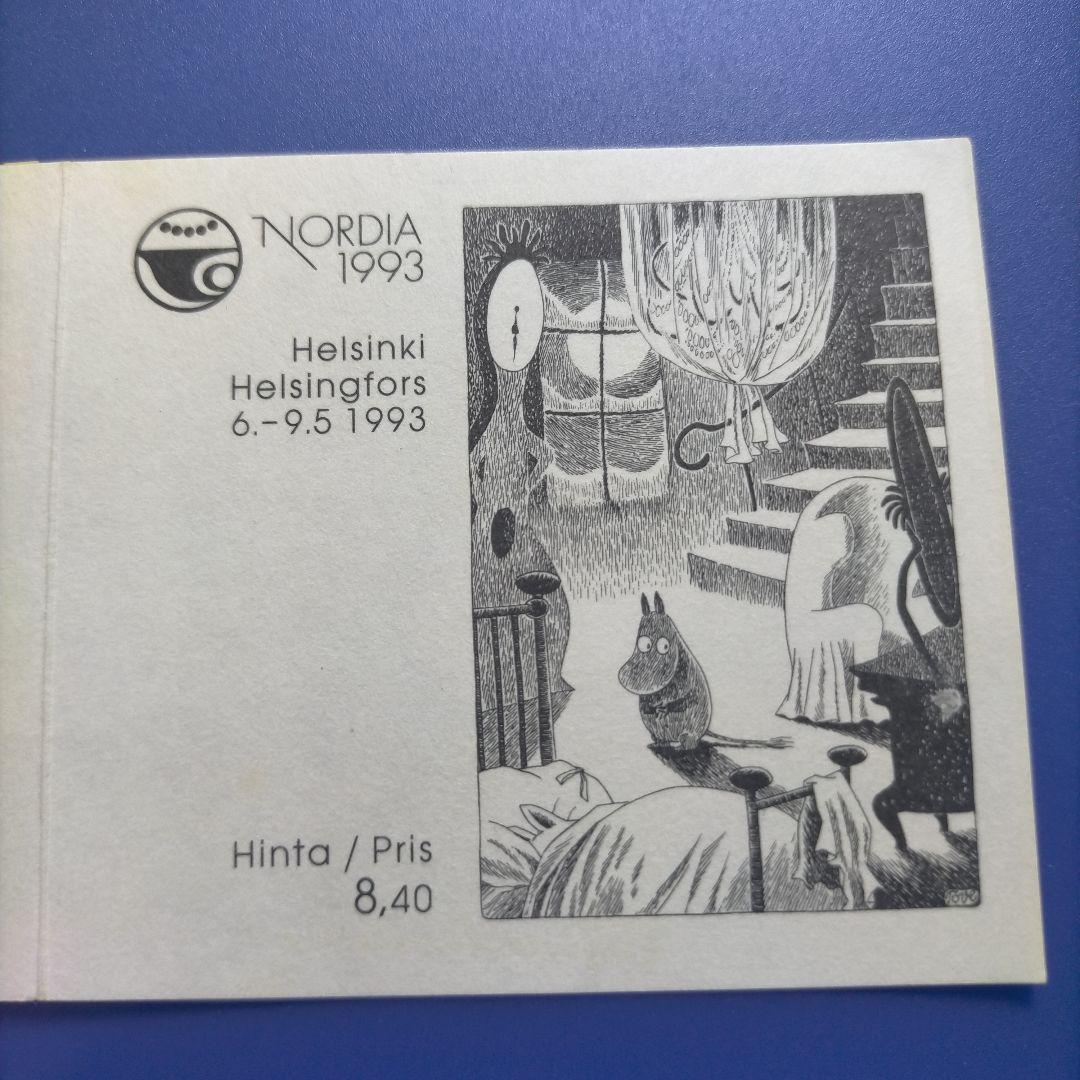 NORDIA
1993
Helsinki
Helsingfors
6.–9.5 1993
Hinta / Pris
8,40